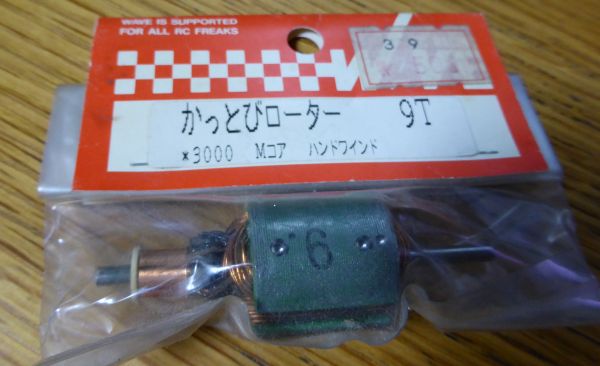 WAVE IS SUPPORTED
FOR ALL RC FREAKS
39
かっとびローター 9T
*3000 Mコア ハンドワインド
9